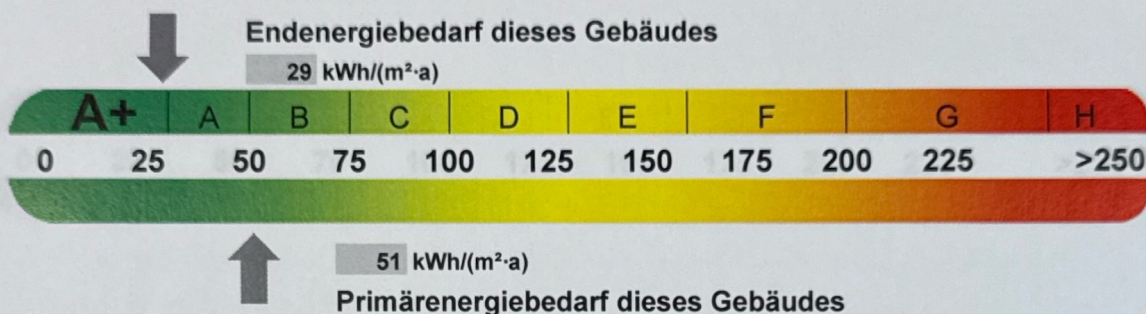 Endenergiebedarf dieses Gebäudes
29 kWh/(m²·a)
A+ A B C D E F G H
0 25 50 75 100 125 150 175 200 225 >250
51 kWh/(m²·a)
Primärenergiebedarf dieses Gebäudes